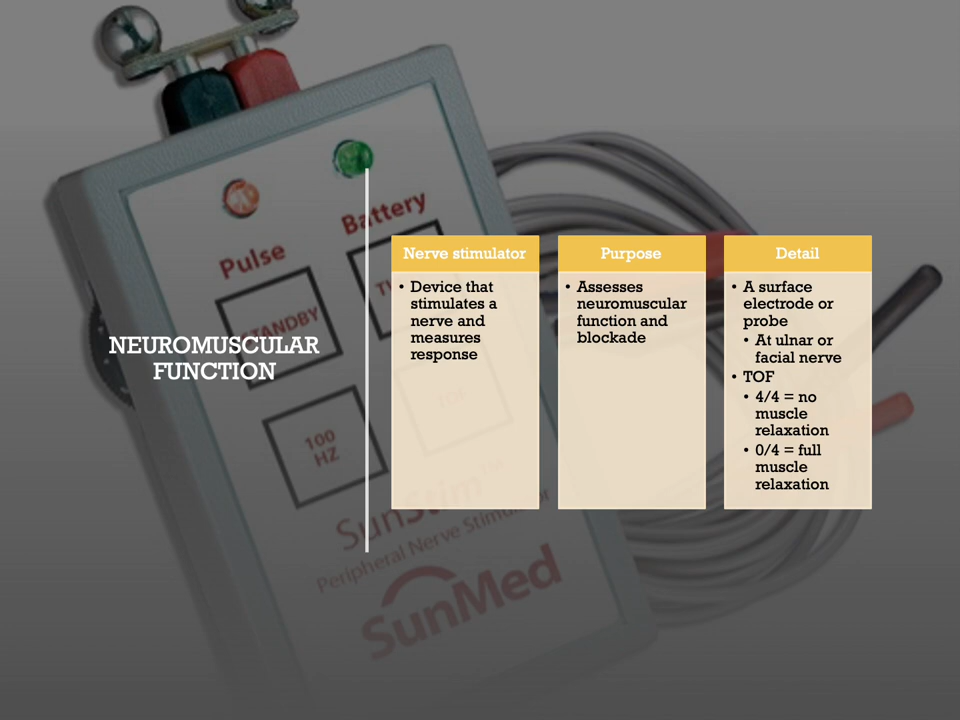 NEUROMUSCULAR
FUNCTION
Nerve stimulator
• Device that
stimulates a
nerve and
measures
response
Purpose
• Assesses
neuromuscular
function and
blockade
Detail
• A surface
electrode or
probe
• At ulnar or
facial nerve
• TOF
• 4/4 = no
muscle
relaxation
• 0/4 = full
muscle
relaxation
Pulse
Battery
STANDBY
100
HZ
TOF
SunStim™
Peripheral Nerve Stimulator
SunMed